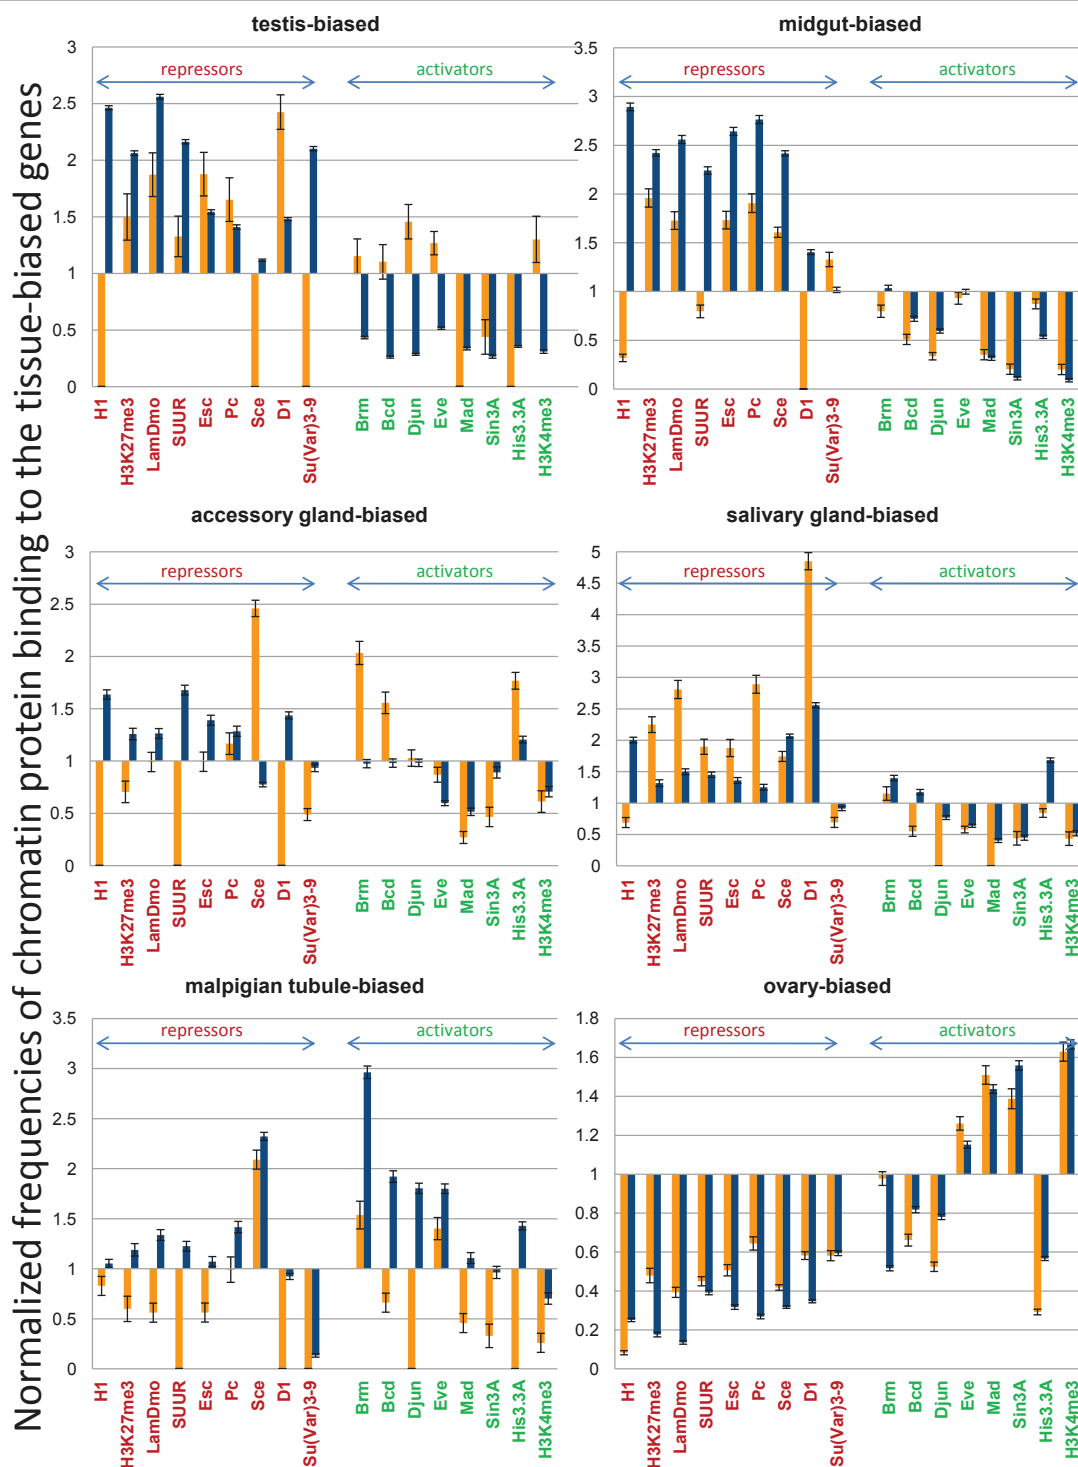 Normalized frequencies of chromatin protein binding to the tissue-biased genes
testis-biased
repressors
activators
3
2.5
2
1.5
1
0.5
0
H1
H3K27me3
LamDmo
SUUR
Esc
Pc
Sce
D1
Su(Var)3-9
Brm
Bcd
Djun
Eve
Mad
Sin3A
His3.3A
H3K4me3
midgut-biased
repressors
activators
3.5
3
2.5
2
1.5
1
0.5
0
H1
H3K27me3
LamDmo
SUUR
Esc
Pc
Sce
D1
Su(Var)3-9
Brm
Bcd
Djun
Eve
Mad
Sin3A
His3.3A
H3K4me3
accessory gland-biased
repressors
activators
3
2.5
2
1.5
1
0.5
0
H1
H3K27me3
LamDmo
SUUR
Esc
Pc
Sce
D1
Su(Var)3-9
Brm
Bcd
Djun
Eve
Mad
Sin3A
His3.3A
H3K4me3
salivary gland-biased
repressors
activators
5
4.5
4
3.5
3
2.5
2
1.5
1
0.5
0
H1
H3K27me3
LamDmo
SUUR
Esc
Pc
Sce
D1
Su(Var)3-9
Brm
Bcd
Djun
Eve
Mad
Sin3A
His3.3A
H3K4me3
malpigian tubule-biased
repressors
activators
3.5
3
2.5
2
1.5
1
0.5
0
H1
H3K27me3
LamDmo
SUUR
Esc
Pc
Sce
D1
Su(Var)3-9
Brm
Bcd
Djun
Eve
Mad
Sin3A
His3.3A
H3K4me3
ovary-biased
repressors
activators
1.8
1.6
1.4
1.2
1
0.8
0.6
0.4
0.2
0
H1
H3K27me3
LamDmo
SUUR
Esc
Pc
Sce
D1
Su(Var)3-9
Brm
Bcd
Djun
Eve
Mad
Sin3A
His3.3A
H3K4me3